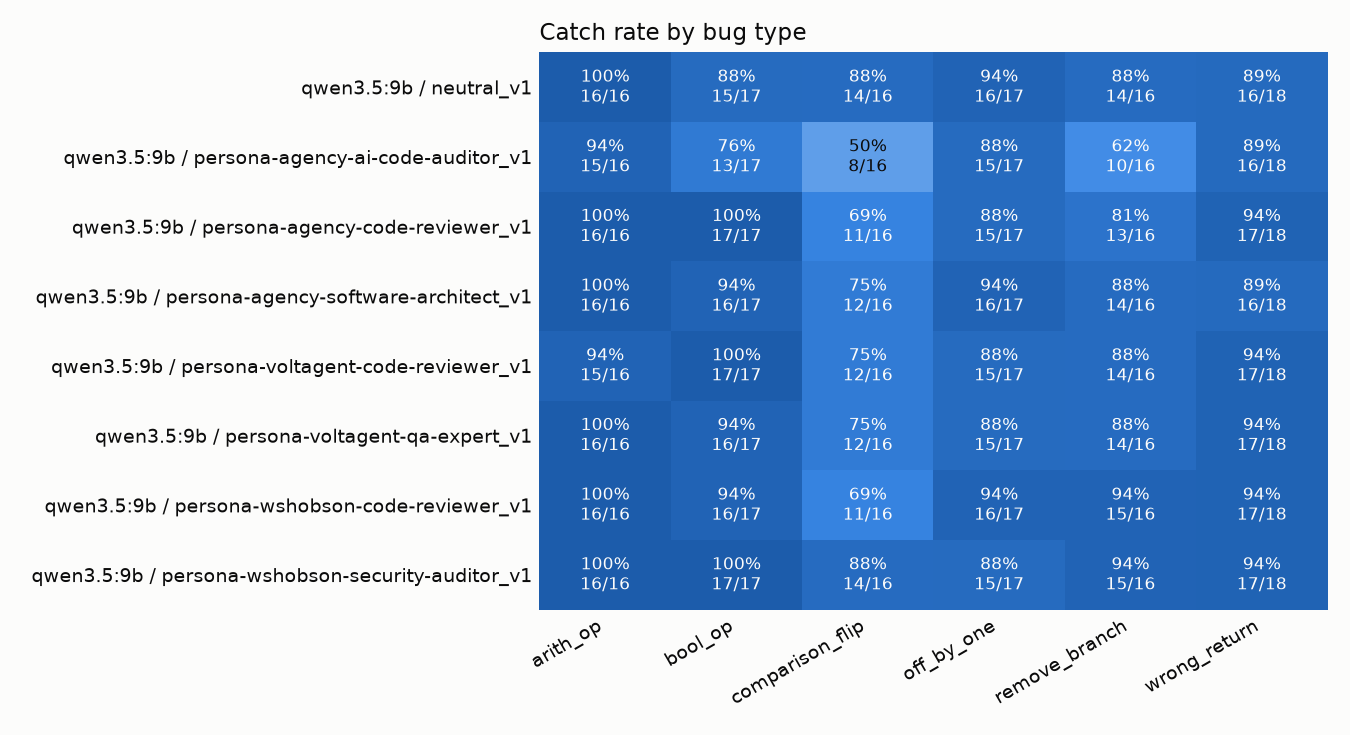 Catch rate by bug type
qwen3.5:9b / neutral_v1
100% 88% 88% 94% 88% 89%
16/16 15/17 14/16 16/17 14/16 16/18
qwen3.5:9b / persona-agency-ai-code-auditor_v1
94% 76% 50% 88% 62% 89%
15/16 13/17 8/16 15/17 10/16 16/18
qwen3.5:9b / persona-agency-code-reviewer_v1
100% 100% 69% 88% 81% 94%
16/16 17/17 11/16 15/17 13/16 17/18
qwen3.5:9b / persona-agency-software-architect_v1
100% 94% 75% 94% 88% 89%
16/16 16/17 12/16 16/17 14/16 16/18
qwen3.5:9b / persona-voltagent-code-reviewer_v1
94% 100% 75% 88% 88% 94%
15/16 17/17 12/16 15/17 14/16 17/18
qwen3.5:9b / persona-voltagent-qa-expert_v1
100% 94% 75% 88% 88% 94%
16/16 16/17 12/16 15/17 14/16 17/18
qwen3.5:9b / persona-wshobson-code-reviewer_v1
100% 94% 69% 94% 94% 94%
16/16 16/17 11/16 16/17 15/16 17/18
qwen3.5:9b / persona-wshobson-security-auditor_v1
100% 100% 88% 88% 94% 94%
16/16 17/17 14/16 15/17 15/16 17/18
arith_op
bool_op
comparison_flip
off_by_one
remove_branch
wrong_return